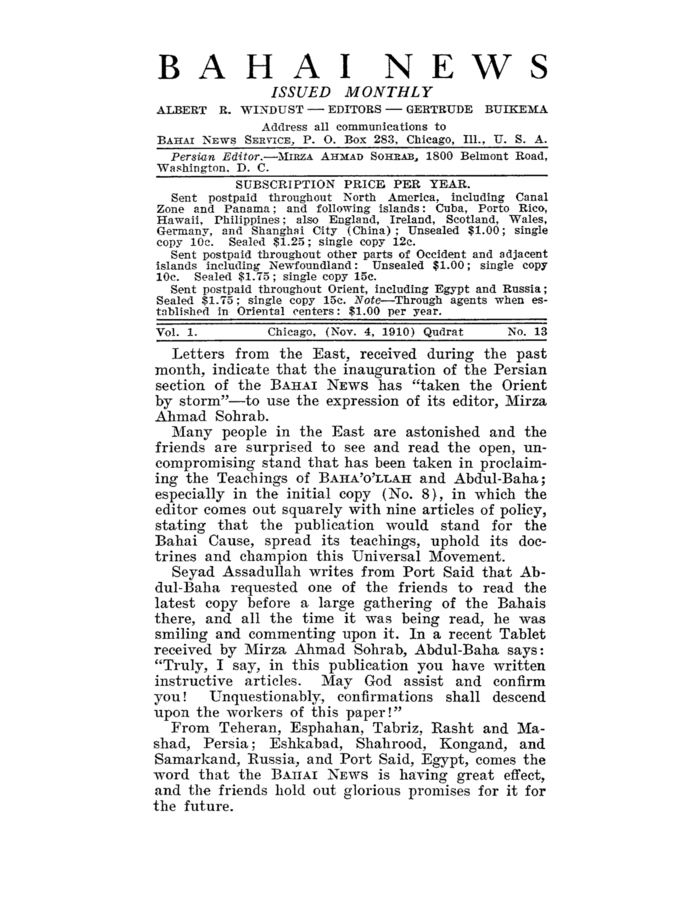 BAHAI NEWS
ISSUED MONTHLY
ALBERT R. WINDUST — EDITORS — GERTRUDE BUIKEMA
Address all communications to
BAHAI NEWS SERVICE, P. O. Box 283, Chicago, Ill., U. S. A.
Persian Editor.—MIRZA AHMAD SOHRAB, 1800 Belmont Road,
Washington. D. C.
SUBSCRIPTION PRICE PER YEAR.
Sent postpaid throughout North America, including Canal
Zone and Panama; and following islands: Cuba, Porto Rico,
Hawaii, Philippines; also England, Ireland, Scotland, Wales,
Germany, and Shanghai City (China); Unsealed $1.00; single
copy 10c. Sealed $1.25; single copy 12c.
Sent postpaid throughout other parts of Occident and adjacent
islands including Newfoundland: Unsealed $1.00; single copy
10c. Sealed $1.75; single copy 15c.
Sent postpaid throughout Orient, including Egypt and Russia;
Sealed $1.75; single copy 15c. Note—Through agents when es-
tablished in Oriental centers: $1.00 per year.
Vol. 1. Chicago, (Nov. 4, 1910) Qudrat No. 13
Letters from the East, received during the past
month, indicate that the inauguration of the Persian
section of the BAHAI NEWS has "taken the Orient
by storm"—to use the expression of its editor, Mirza
Ahmad Sohrab.
Many people in the East are astonished and the
friends are surprised to see and read the open, un-
compromising stand that has been taken in proclaim-
ing the Teachings of BAHA'O'LLAH and Abdul-Baha;
especially in the initial copy (No. 8), in which the
editor comes out squarely with nine articles of policy,
stating that the publication would stand for the
Bahai Cause, spread its teachings, uphold its doc-
trines and champion this Universal Movement.
Seyad Assadullah writes from Port Said that Ab-
dul-Baha requested one of the friends to read the
latest copy before a large gathering of the Bahais
there, and all the time it was being read, he was
smiling and commenting upon it. In a recent Tablet
received by Mirza Ahmad Sohrab, Abdul-Baha says:
"Truly, I say, in this publication you have written
instructive articles. May God assist and confirm
you! Unquestionably, confirmations shall descend
upon the workers of this paper!"
From Teheran, Esphahan, Tabriz, Rasht and Ma-
shad, Persia; Eshkabad, Shahrood, Kongand, and
Samarkand, Russia, and Port Said, Egypt, comes the
word that the BAHAI NEWS is having great effect,
and the friends hold out glorious promises for it for
the future.